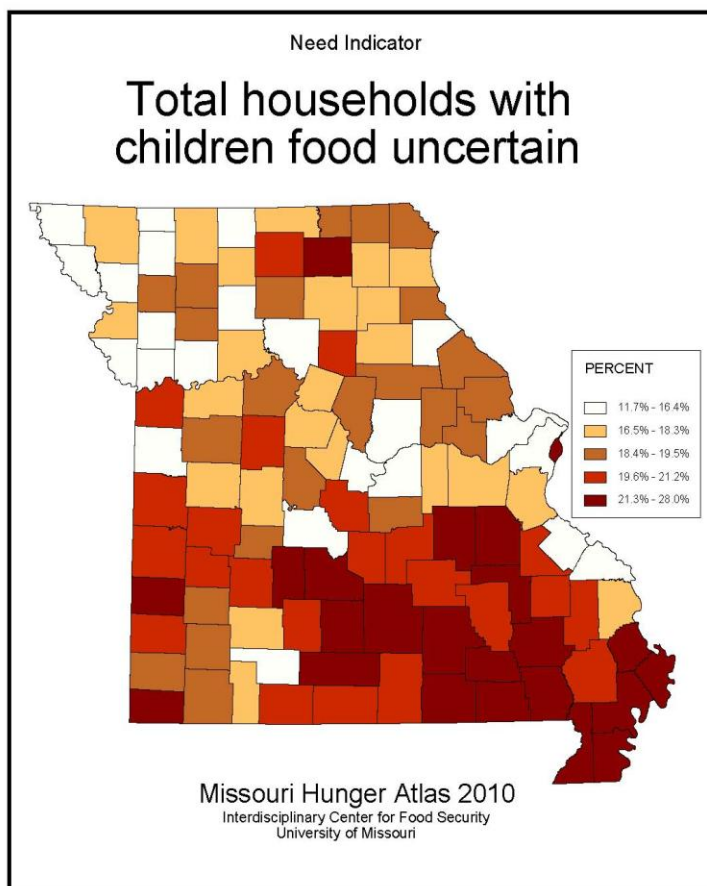 Need Indicator
Total households with
children food uncertain
PERCENT
11.7% - 16.4%
16.5% - 18.3%
18.4% - 19.5%
19.6% - 21.2%
21.3% - 28.0%
Missouri Hunger Atlas 2010
Interdisciplinary Center for Food Security
University of Missouri